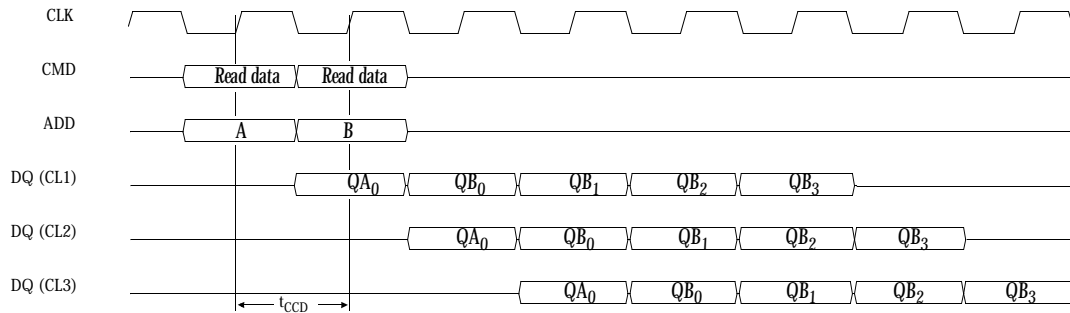 CLK
CMD Read data Read data
ADD A B
DQ (CL1) QA0 QB0 QB1 QB2 QB3
DQ (CL2) QA0 QB0 QB1 QB2 QB3
DQ (CL3) QA0 QB0 QB1 QB2 QB3
tCCD